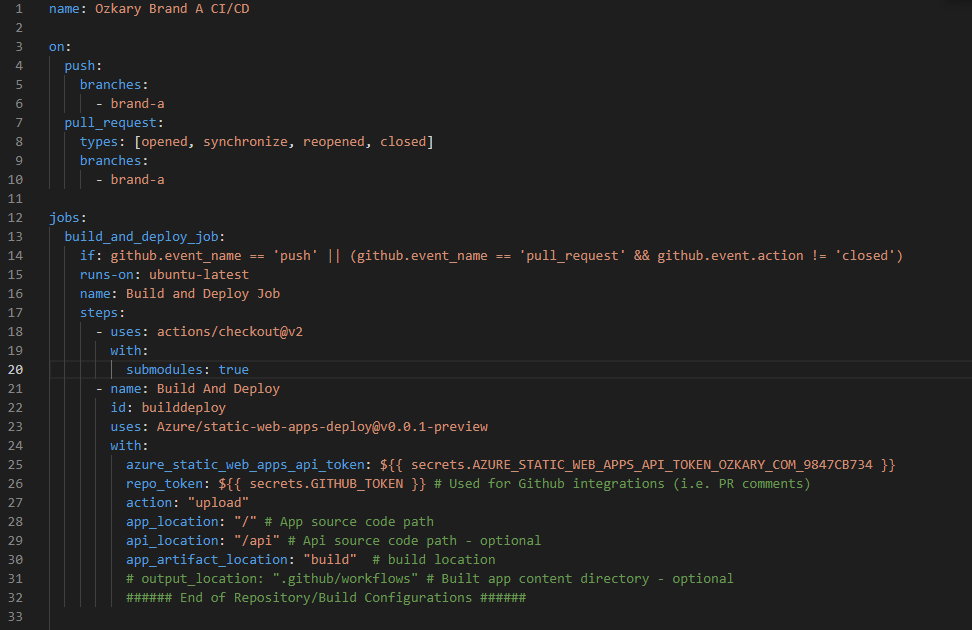 1 name: Ozkary Brand A CI/CD
2
3 on:
4   push:
5     branches:
6       - brand-a
7   pull_request:
8     types: [opened, synchronize, reopened, closed]
9     branches:
10       - brand-a
11
12 jobs:
13   build_and_deploy_job:
14     if: github.event_name == 'push' || (github.event_name == 'pull_request' && github.event.action != 'closed')
15     runs-on: ubuntu-latest
16     name: Build and Deploy Job
17     steps:
18       - uses: actions/checkout@v2
19         with:
20           submodules: true
21       - name: Build And Deploy
22         id: builddeploy
23         uses: Azure/static-web-apps-deploy@v0.0.1-preview
24         with:
25           azure_static_web_apps_api_token: ${{ secrets.AZURE_STATIC_WEB_APPS_API_TOKEN_OZKARY_COM_9847CB734 }}
26           repo_token: ${{ secrets.GITHUB_TOKEN }} # Used for Github integrations (i.e. PR comments)
27           action: "upload"
28           app_location: "/" # App source code path
29           api_location: "/api" # Api source code path - optional
30           app_artifact_location: "build"  # build location
31           # output_location: ".github/workflows" # Built app content directory - optional
32           ###### End of Repository/Build Configurations ######
33